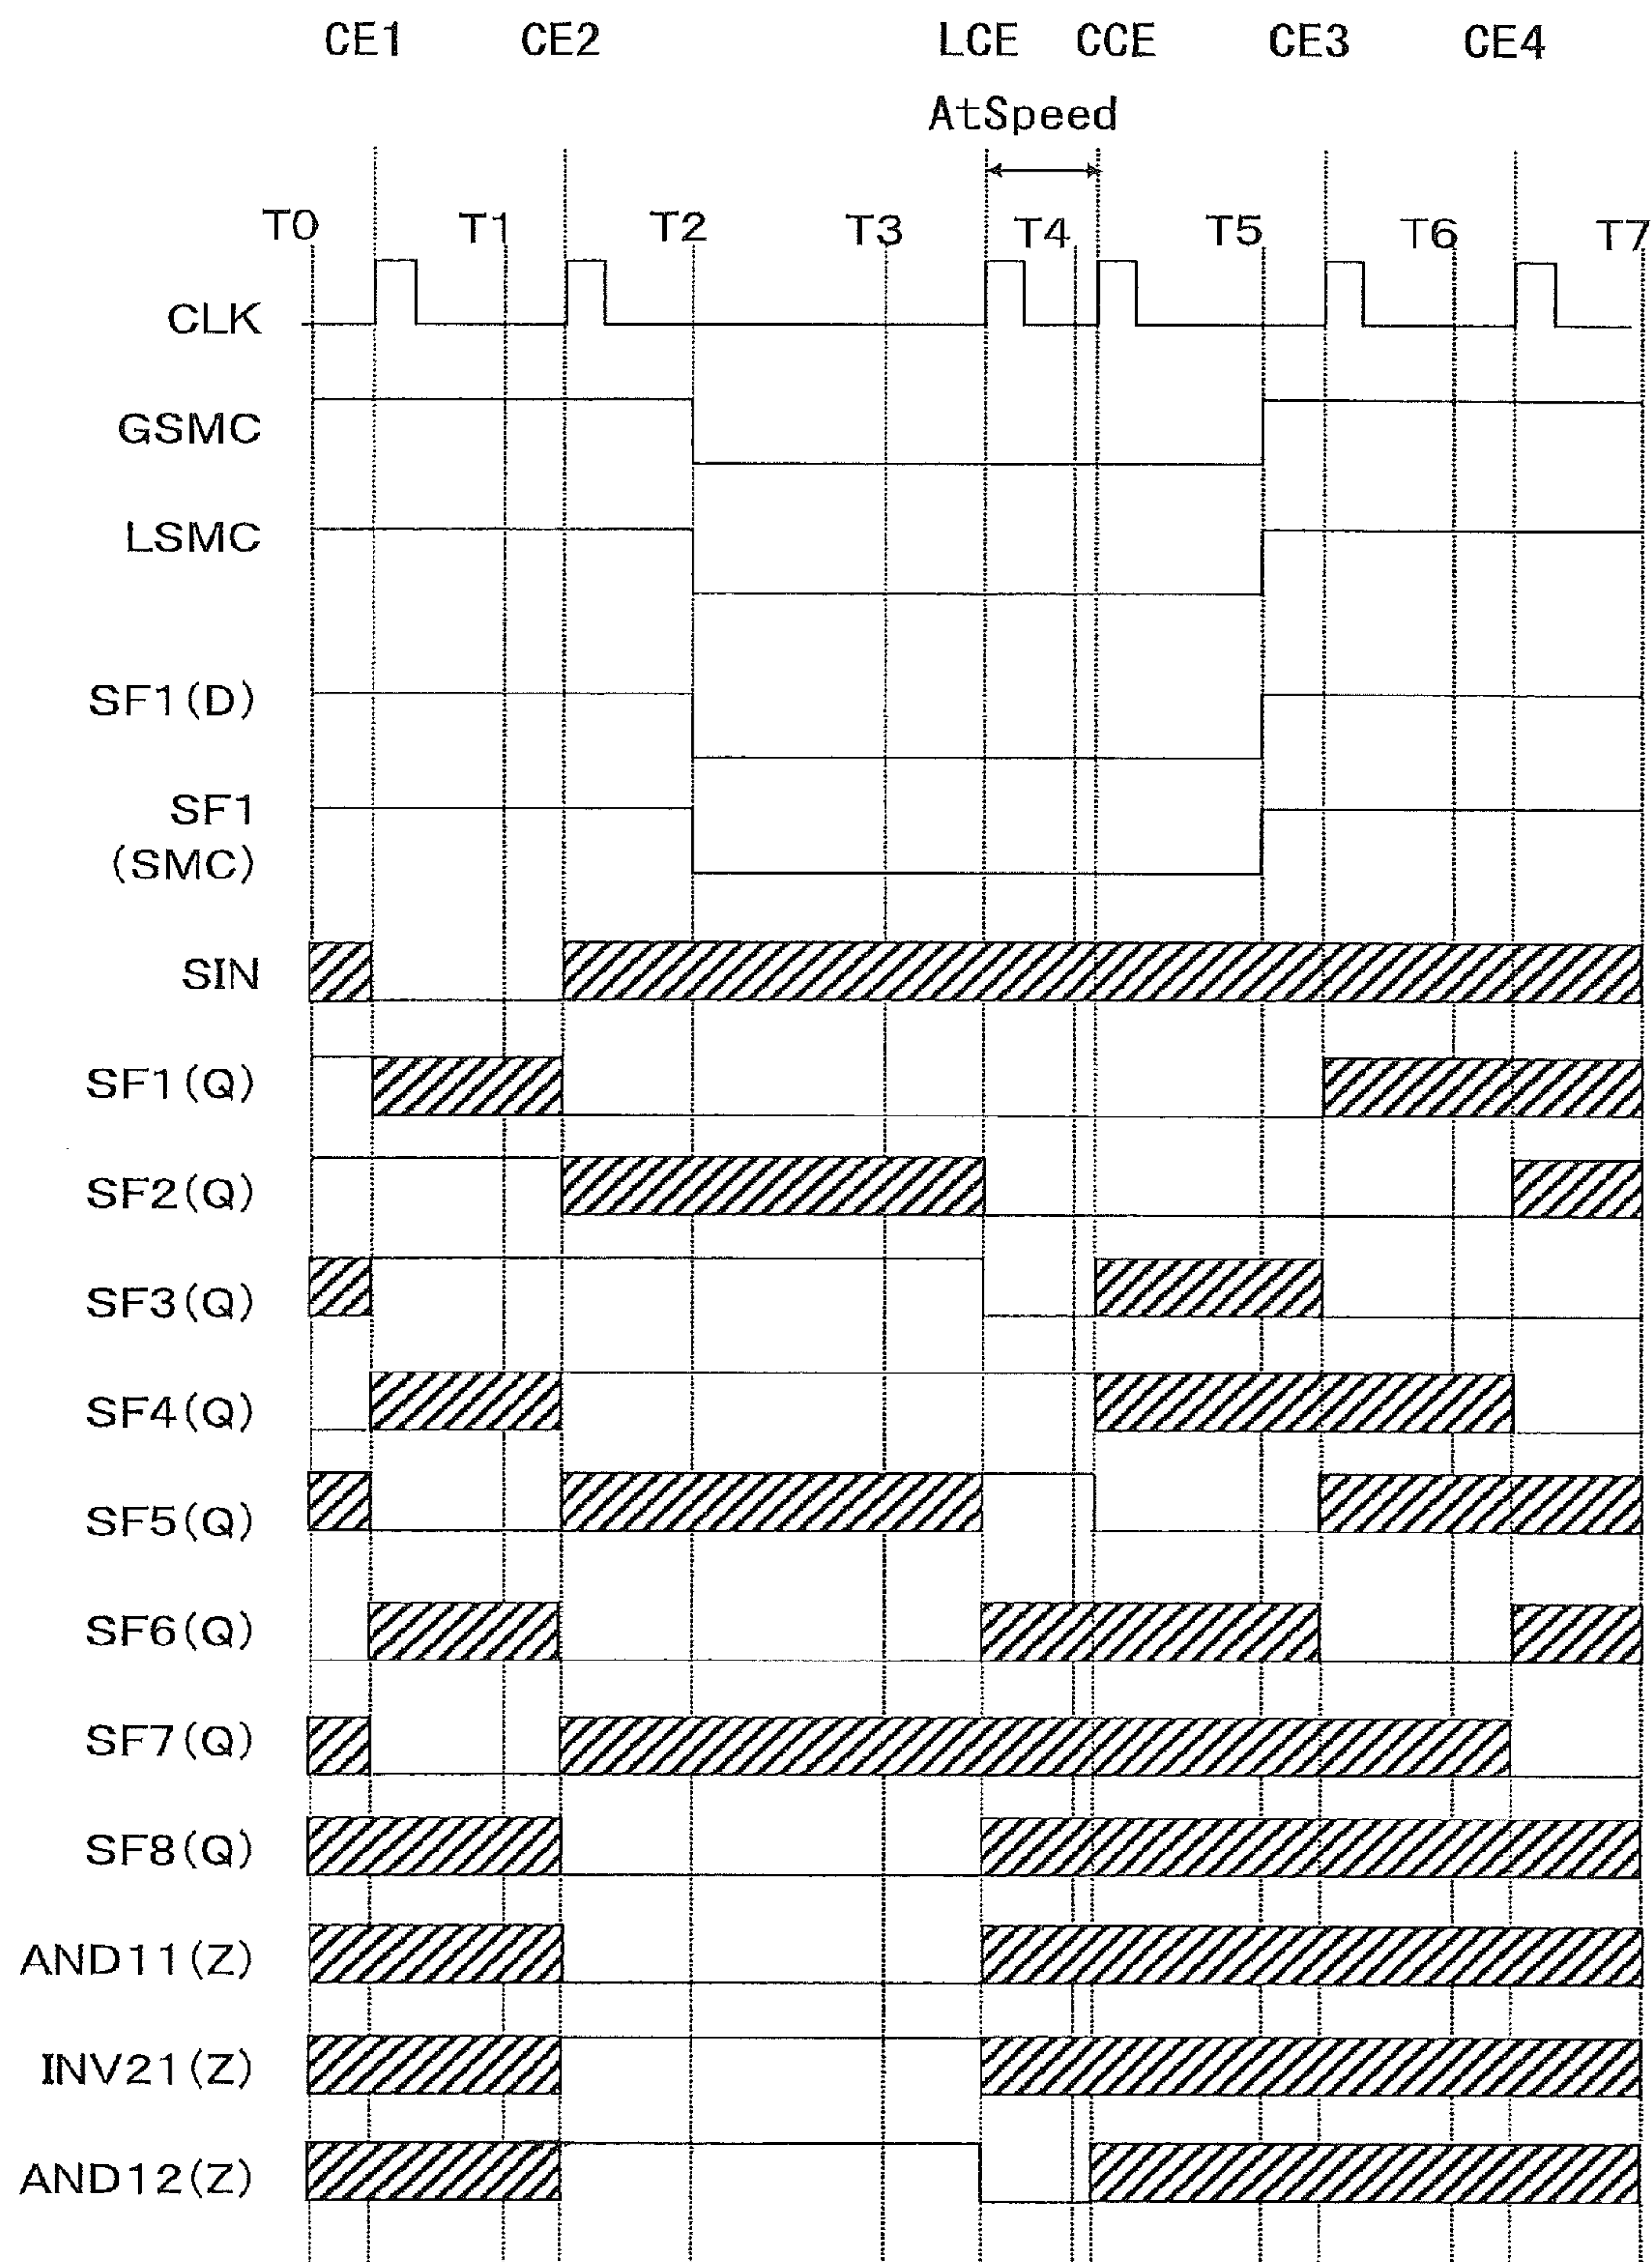 CE1 CE2 LCE CCE CE3 CE4
AtSpeed
T0 T1 T2 T3 T4 T5 T6 T7
CLK
GSMC
LSMC
SF1(D)
SF1
(SMC)
SIN
SF1(Q)
SF2(Q)
SF3(Q)
SF4(Q)
SF5(Q)
SF6(Q)
SF7(Q)
SF8(Q)
AND11(Z)
INV21(Z)
AND12(Z)